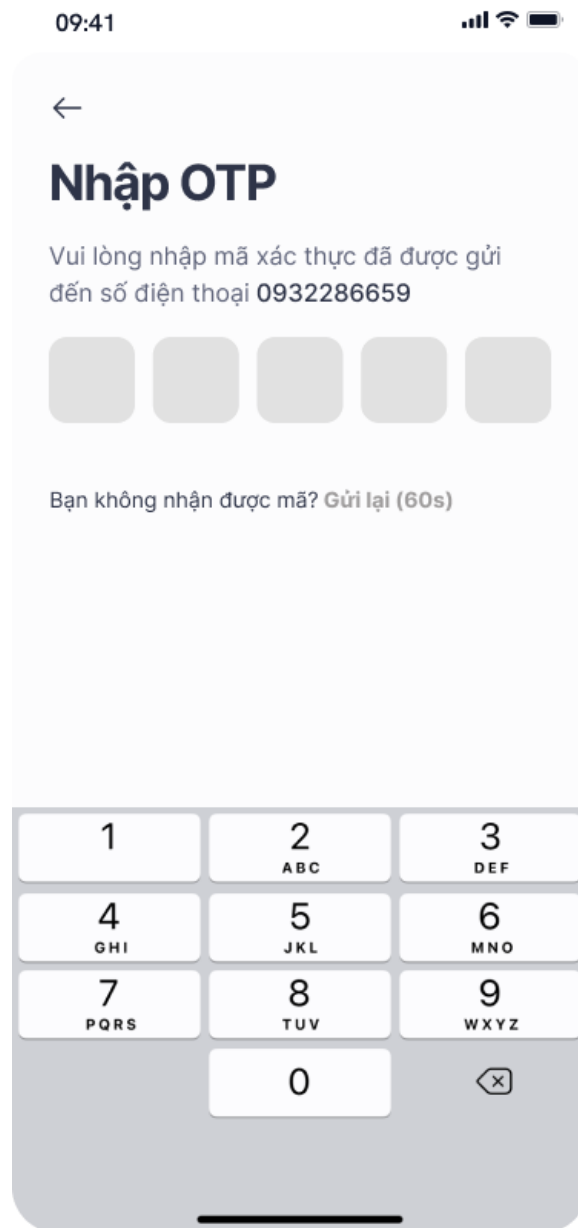 09:41
Nhập OTP
Vui lòng nhập mã xác thực đã được gửi
đến số điện thoại 0932286659
Bạn không nhận được mã? Gửi lại (60s)
1 2 3
ABC DEF
4 5 6
GHI JKL MNO
7 8 9
PQRS TUV WXYZ
0